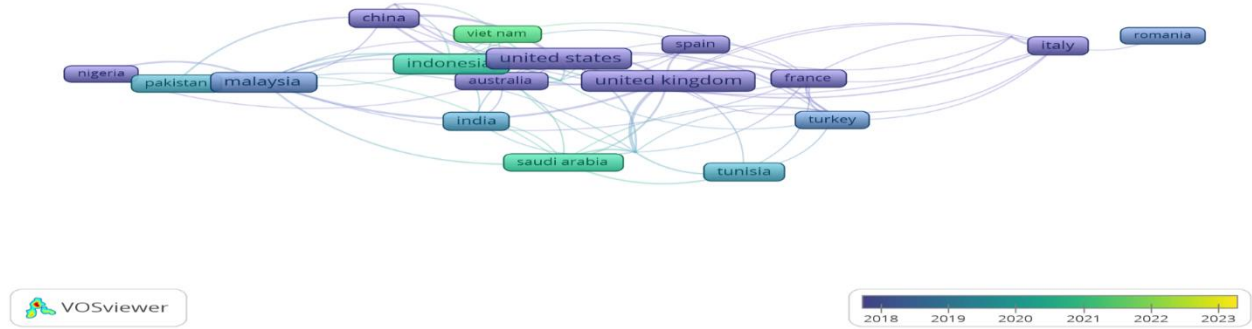 china
viet nam
spain
romania
italy
indonesia
united states
nigeria
pakistan
malaysia
australia
united kingdom
france
india
turkey
saudi arabia
tunisia
VOSviewer
2018 2019 2020 2021 2022 2023